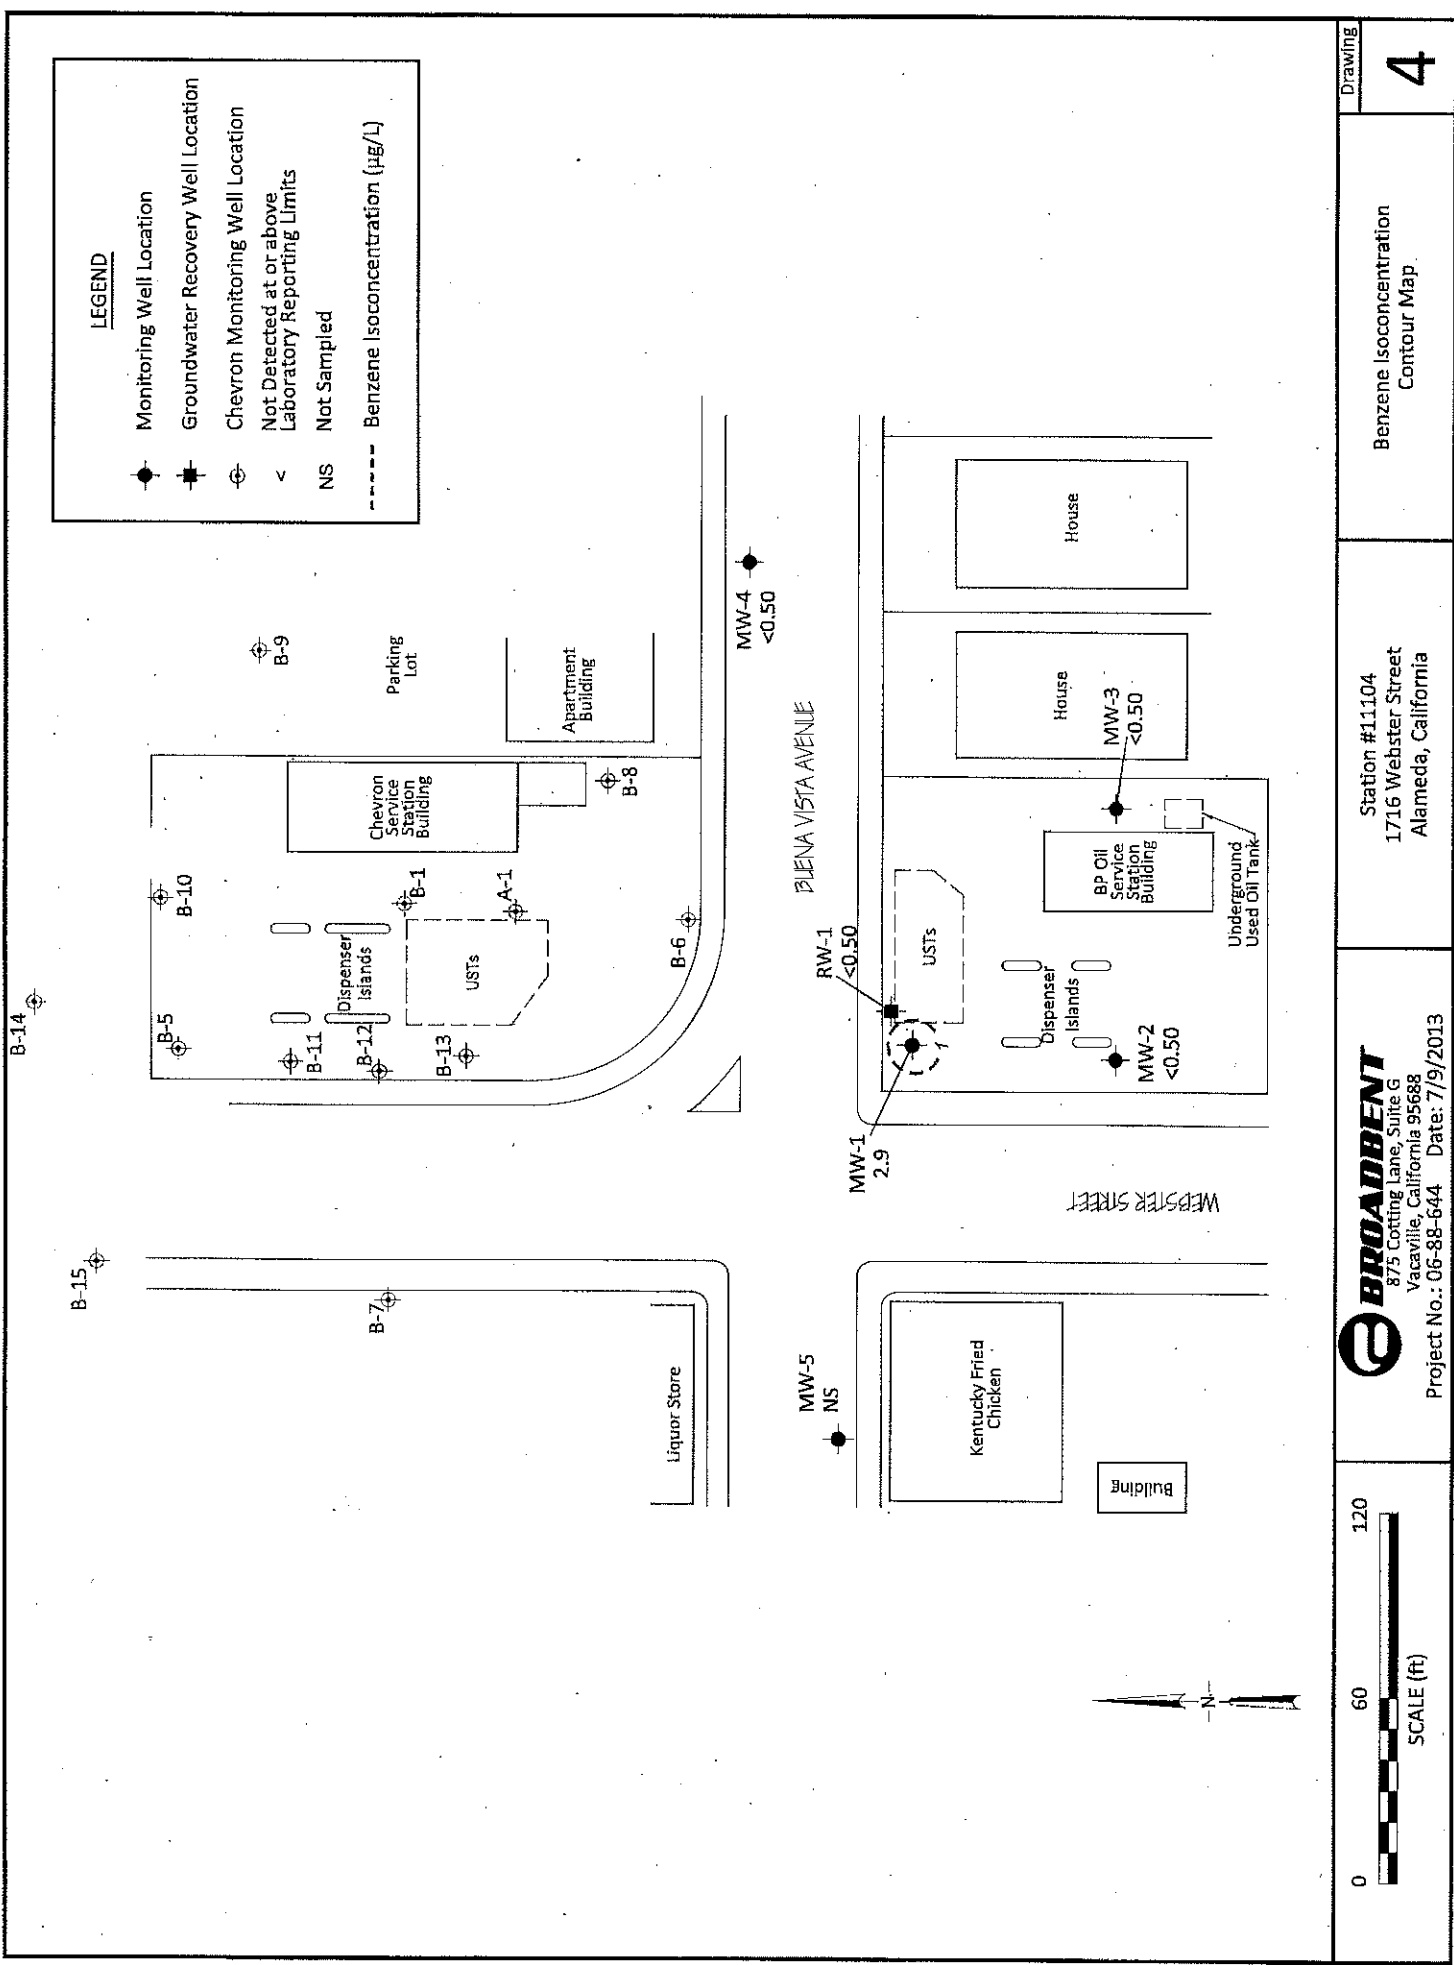 LEGEND
Monitoring Well Location
Groundwater Recovery Well Location
Chevron Monitoring Well Location
<
Not Detected at or above
Laboratory Reporting Limits
NS
Not Sampled
Benzene Isoconcentration (µg/L)
B-14
B-15
B-5
B-10
B-11
B-12
B-13
B-7
Dispenser
Islands
USTs
B-1
A-1
B-6
Chevron
Service
Station
Building
B-8
B-9
Parking
Lot
Apartment
Building
Liquor Store
MW-4
<0.50
BUENA VISTA AVENUE
MW-5
NS
MW-1
2.9
RW-1
<0.50
1
USTs
Dispenser
Islands
MW-2
<0.50
BP Oil
Service
Station
Building
Underground
Used Oil Tank
MW-3
<0.50
House
House
WEBSTER STREET
Kentucky Fried
Chicken
Building
N
0
60
120
SCALE (ft)
BROADBENT
875 Cotting Lane, Suite G
Vacaville, California 95688
Project No.: 06-88-644 Date: 7/9/2013
Station #11104
1716 Webster Street
Alameda, California
Benzene Isoconcentration
Contour Map
Drawing
4